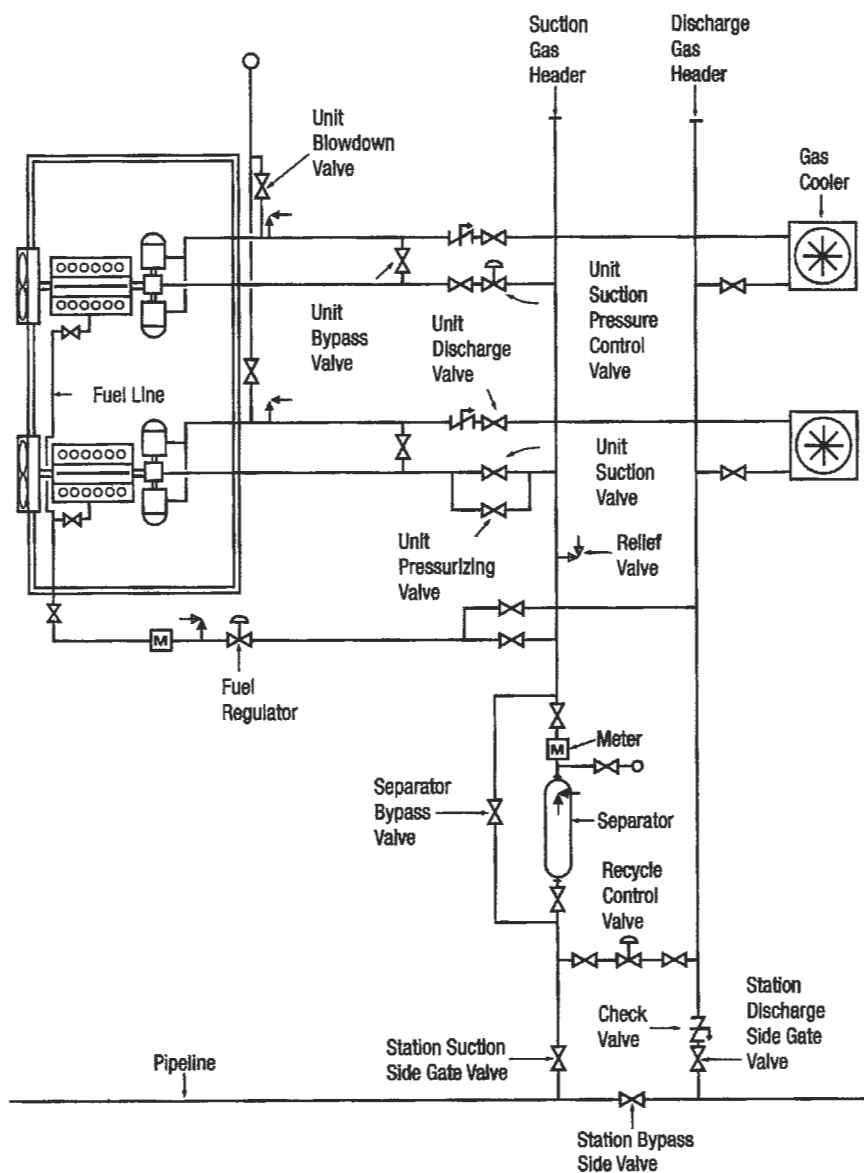 Suction
Gas
Header
Discharge
Gas
Header
Unit
Blowdown
Valve
Gas
Cooler
Unit
Bypass
Valve
Unit
Discharge
Valve
Unit
Suction
Pressure
Control
Valve
Fuel Line
Unit
Suction
Valve
Unit
Pressurizing
Valve
Relief
Valve
M
Fuel
Regulator
M
Meter
Separator
Bypass
Valve
Separator
Recycle
Control
Valve
Check
Valve
Station
Discharge
Side Gate
Valve
Station Suction
Side Gate Valve
Pipeline
Station Bypass
Side Valve